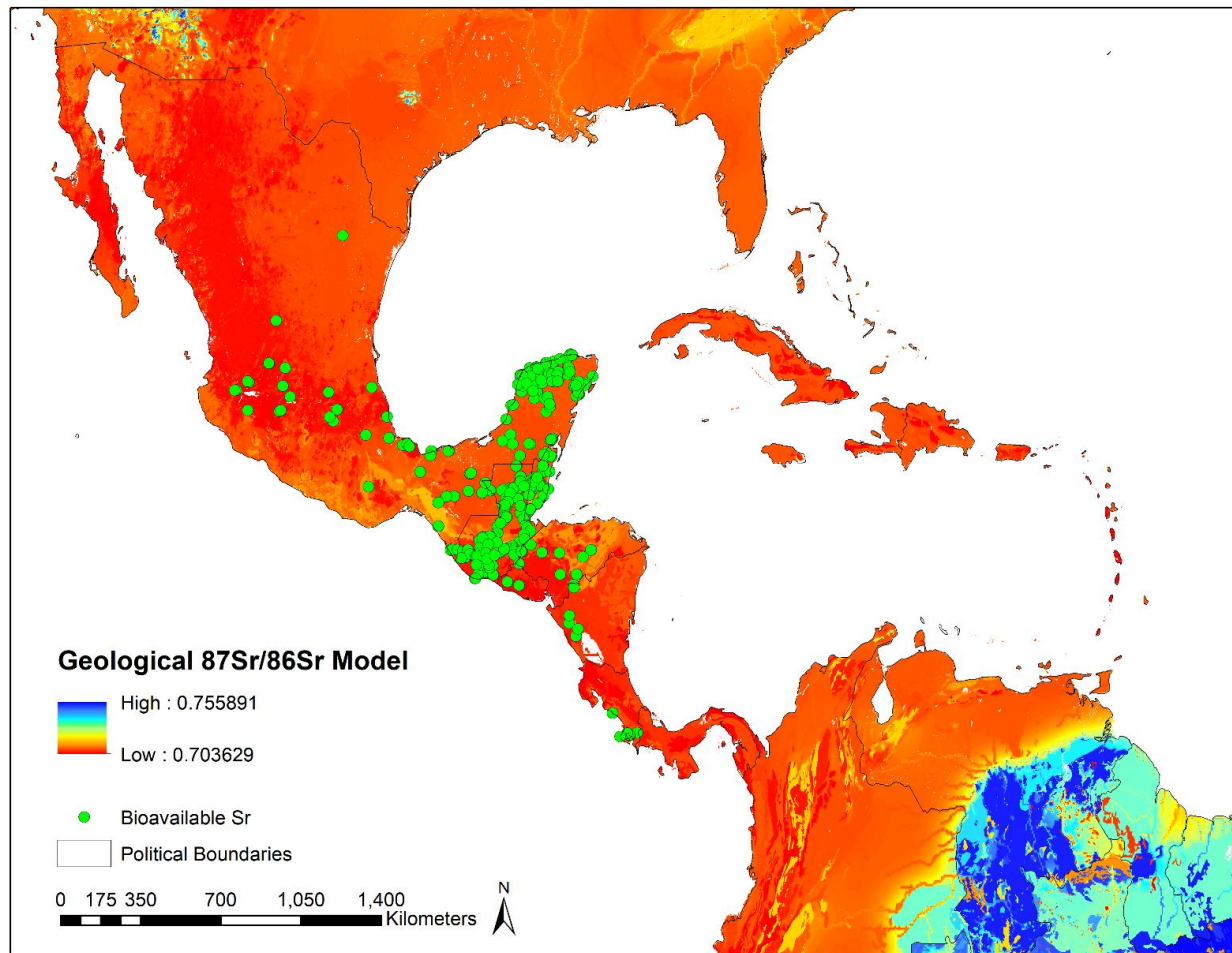 Geological 87Sr/86Sr Model
High : 0.755891
Low : 0.703629
Bioavailable Sr
Political Boundaries
0 175 350 700 1,050 1,400
Kilometers
N